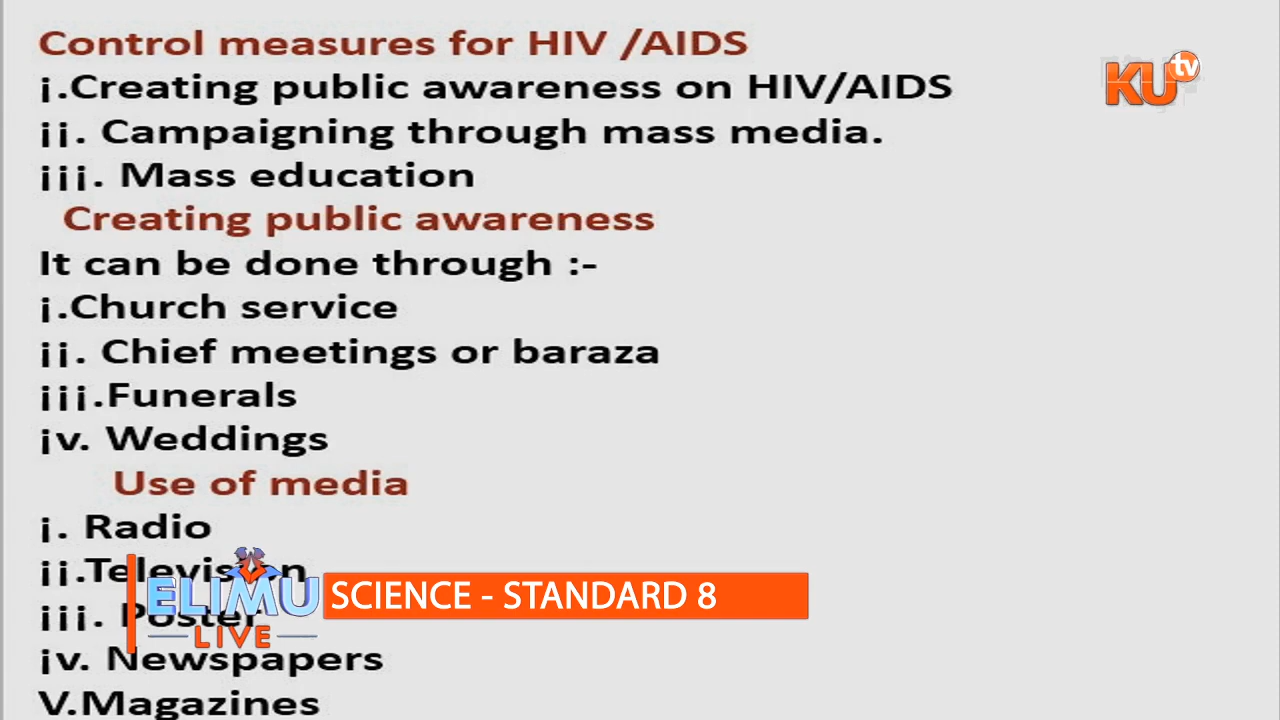 Control measures for HIV /AIDS
KU tv
¡.Creating public awareness on HIV/AIDS
¡¡. Campaigning through mass media.
¡¡¡. Mass education
Creating public awareness
It can be done through :-
¡.Church service
¡¡. Chief meetings or baraza
¡¡¡.Funerals
¡v. Weddings
Use of media
¡. Radio
¡¡.Television
ELIMU
LIVE
SCIENCE - STANDARD 8
¡¡¡. Poster
¡v. Newspapers
V.Magazines